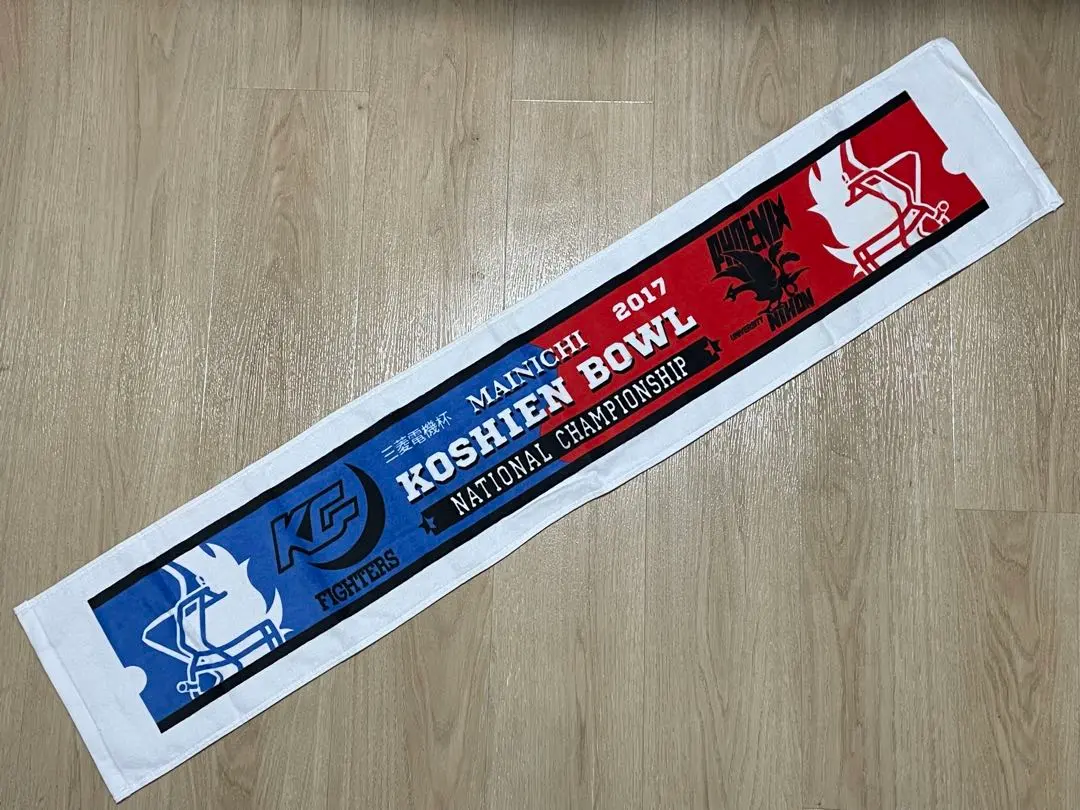 KG
FIGHTERS
三菱電機杯 MAINICHI 2017
KOSHIEN BOWL
NATIONAL CHAMPIONSHIP
PHOENIX
UNIVERSITY NIHON